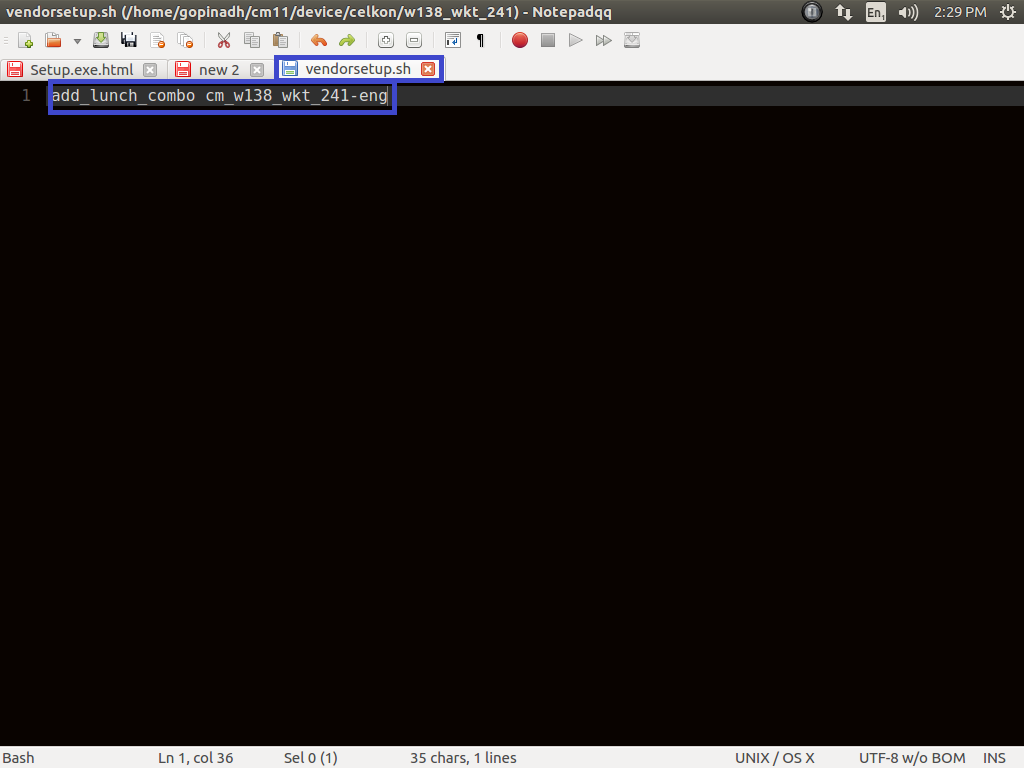 vendorsetup.sh (/home/gopinadh/cm11/device/celkon/w138_wkt_241) - Notepadqq
En1
2:29 PM
Setup.exe.html
new 2
vendorsetup.sh
1 add_lunch_combo cm_w138_wkt_241-eng
Bash
Ln 1, col 36
Sel 0 (1)
35 chars, 1 lines
UNIX / OS X
UTF-8 w/o BOM
INS